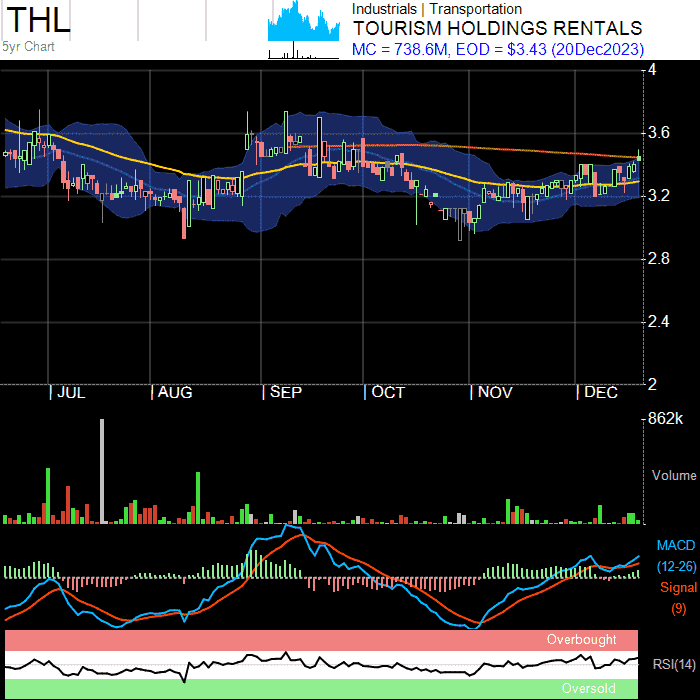 THL
5yr Chart
Industrials | Transportation
TOURISM HOLDINGS RENTALS
MC = 738.6M, EOD = $3.43 (20Dec2023)
4
3.6
3.2
2.8
2.4
2
| JUL | AUG | SEP | OCT | NOV | DEC
862k
Volume
MACD
(12-26)
Signal
(9)
Overbought
RSI(14)
Oversold